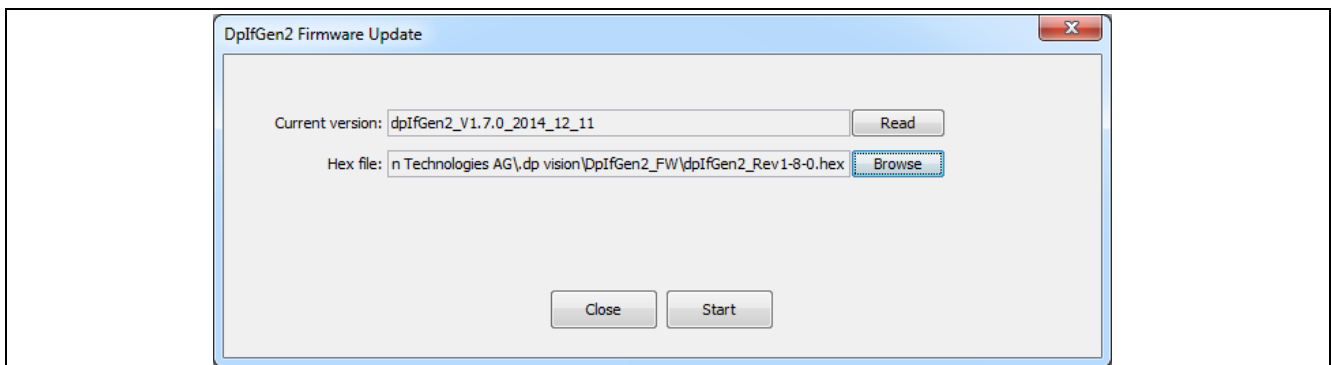 DpIfGen2 Firmware Update
Current version: dpIfGen2_V1.7.0_2014_12_11 Read
Hex file: n Technologies AG\.dp vision\DpIfGen2_FW\dpIfGen2_Rev1-8-0.hex Browse
Close Start